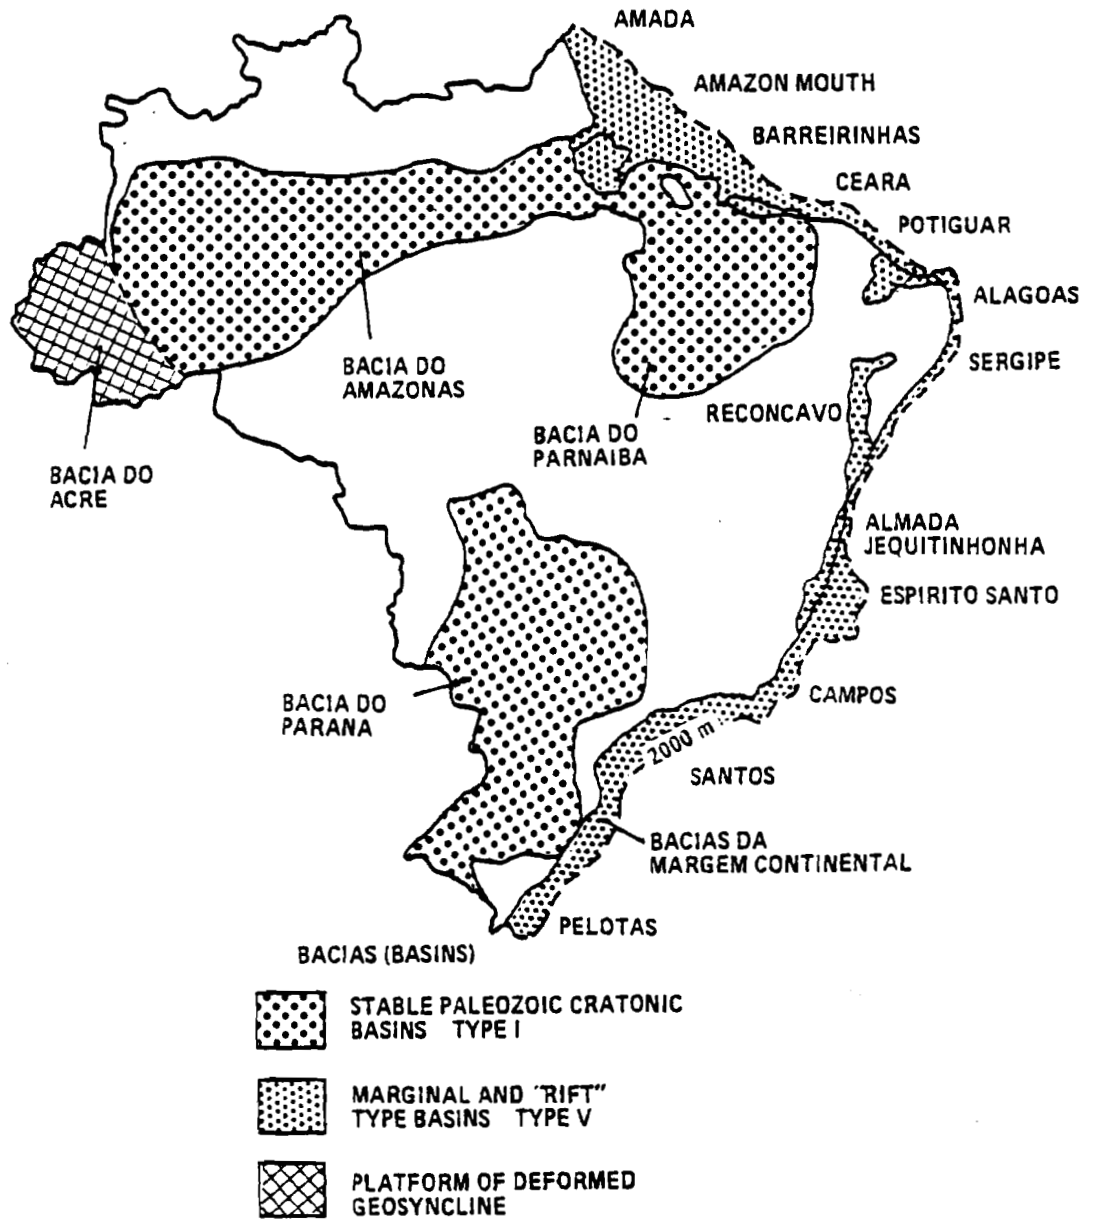 AMADA
AMAZON MOUTH
BARREIRINHAS
CEARA
POTIGUAR
ALAGOAS
SERGIPE
BACIA DO
AMAZONAS
RECONCAVO
BACIA DO
PARNAIBA
BACIA DO
ACRE
ALMADA
JEQUITINHONHA
ESPIRITO SANTO
BACIA DO
PARANA
CAMPOS
2000 m
SANTOS
BACIAS DA
MARGEM CONTINENTAL
PELOTAS
BACIAS (BASINS)
STABLE PALEOZOIC CRATONIC
BASINS TYPE I
MARGINAL AND "RIFT"
TYPE BASINS TYPE V
PLATFORM OF DEFORMED
GEOSYNCLINE